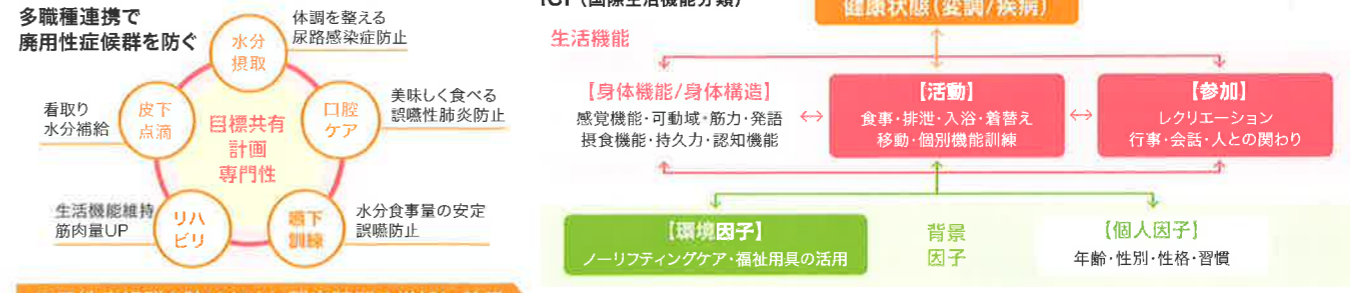 多職種連携で
廃用性症候群を防ぐ
水分
摂取
体調を整える
尿路感染症防止
皮下
点滴
看取り
水分補給
口腔
ケア
美味しく食べる
誤嚥性肺炎防止
目標共有
計画
専門性
生活機能維持
筋肉量UP
リハ
ビリ
嚥下
訓練
水分食事量の安定
誤嚥防止
ICF（国際生活機能分類）
健康状態(変調/疾病)
生活機能
【身体機能/身体構造】
感覚機能・可動域・筋力・発語
摂食機能・持久力・認知機能
【活動】
食事・排泄・入浴・着替え
移動・個別機能訓練
【参加】
レクリエーション
行事・会話・人との関わり
【環境因子】
ノーリフティングケア・福祉用具の活用
背景
因子
【個人因子】
年齢・性別・性格・習慣